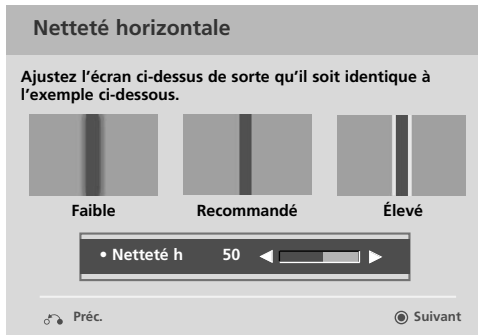 Netteté horizontale
Ajustez l'écran ci-dessus de sorte qu'il soit identique à
l'exemple ci-dessous.
Faible Recommandé Élevé
• Netteté h 50
Préc. Suivant